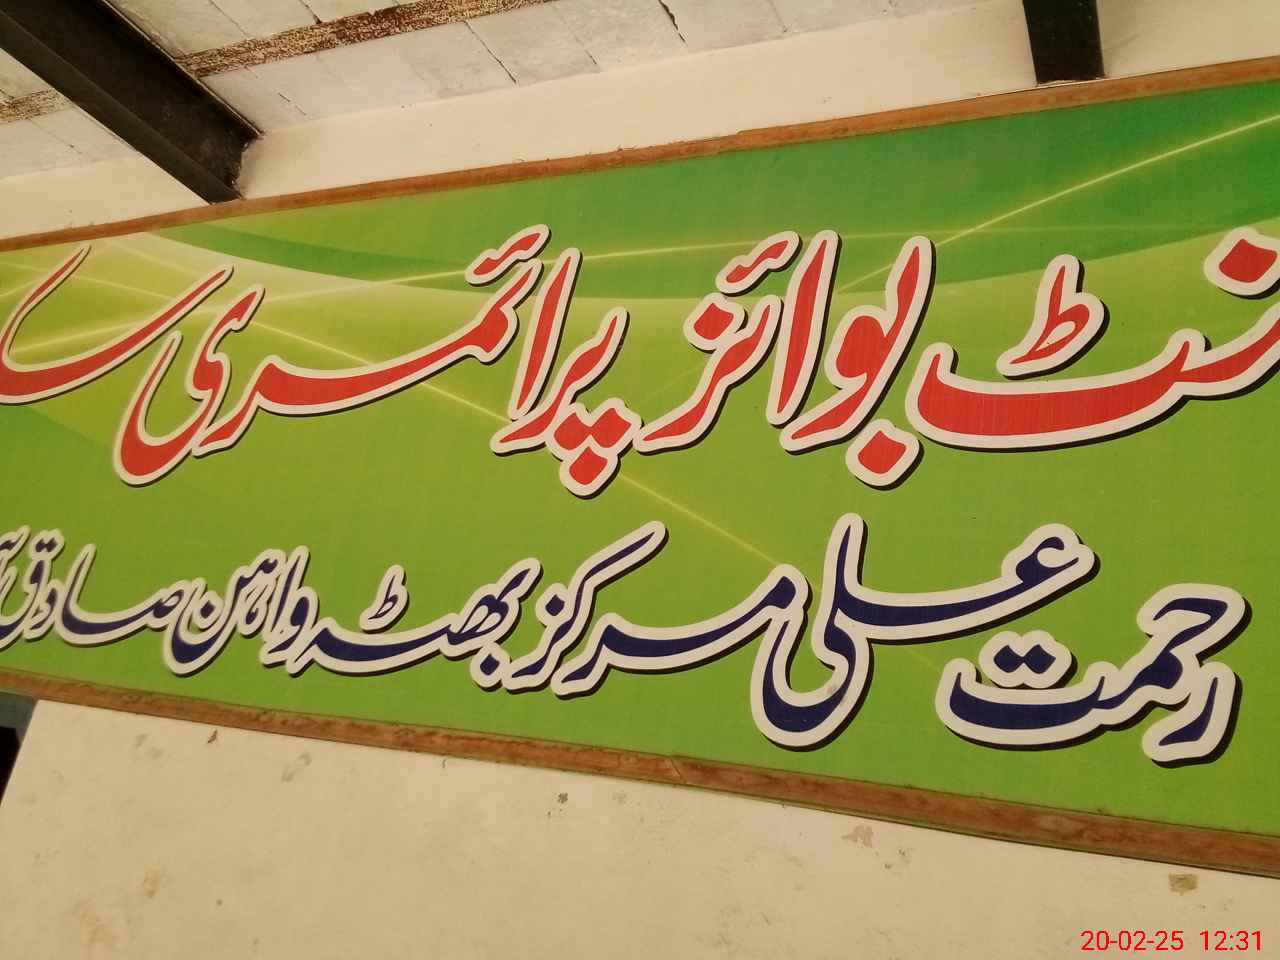 نٹ بوائز پرائمری س
رحمت علی مرکز بھٹہ واہن صادق
20-02-25 12:31